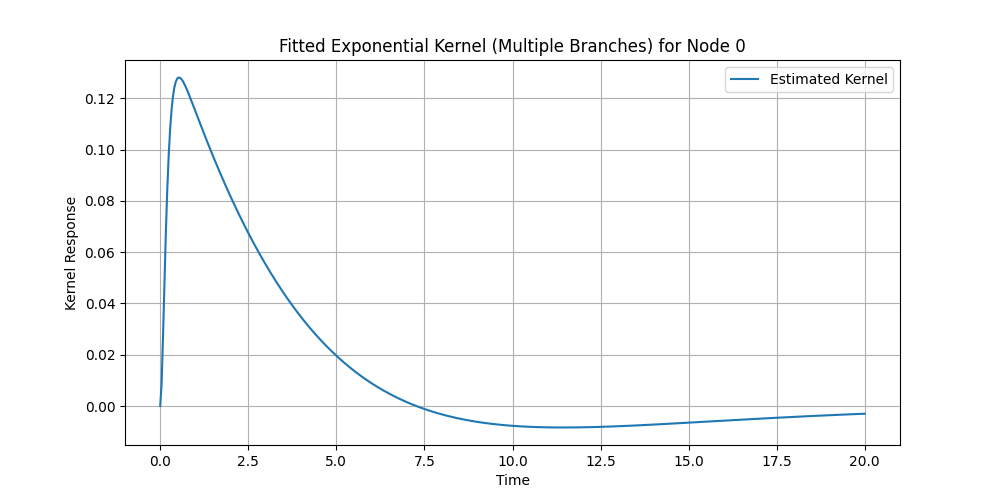 Fitted Exponential Kernel (Multiple Branches) for Node 0
Estimated Kernel
Kernel Response
0.12
0.10
0.08
0.06
0.04
0.02
0.00
0.0 2.5 5.0 7.5 10.0 12.5 15.0 17.5 20.0
Time